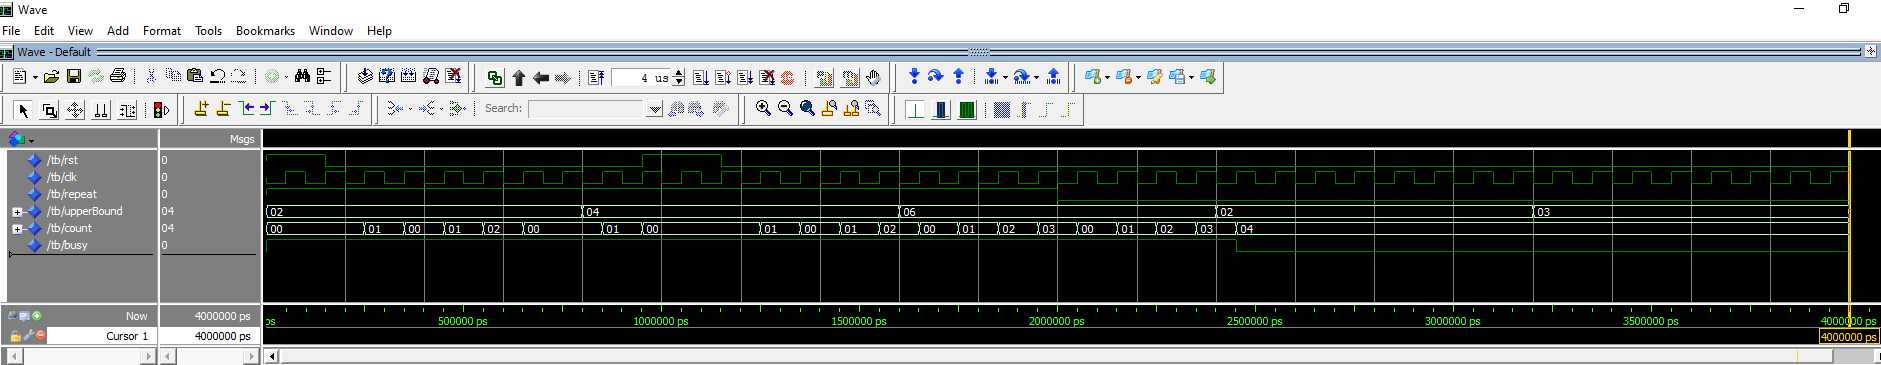 Wave
File Edit View Add Format Tools Bookmarks Window Help
Wave - Default
4 us
Search:
Msgs
/tb/rst 0
/tb/clk 0
/tb/repeat 0
/tb/upperBound 04 02 04 06 02 03
/tb/count 04 00 01 00 01 02 00 01 00 01 00 01 02 00 01 02 03 00 01 02 03 04
/tb/busy 0
Now 4000000 ps ps 500000 ps 1000000 ps 1500000 ps 2000000 ps 2500000 ps 3000000 ps 3500000 ps 4000000 ps
Cursor 1 4000000 ps 4000000 ps